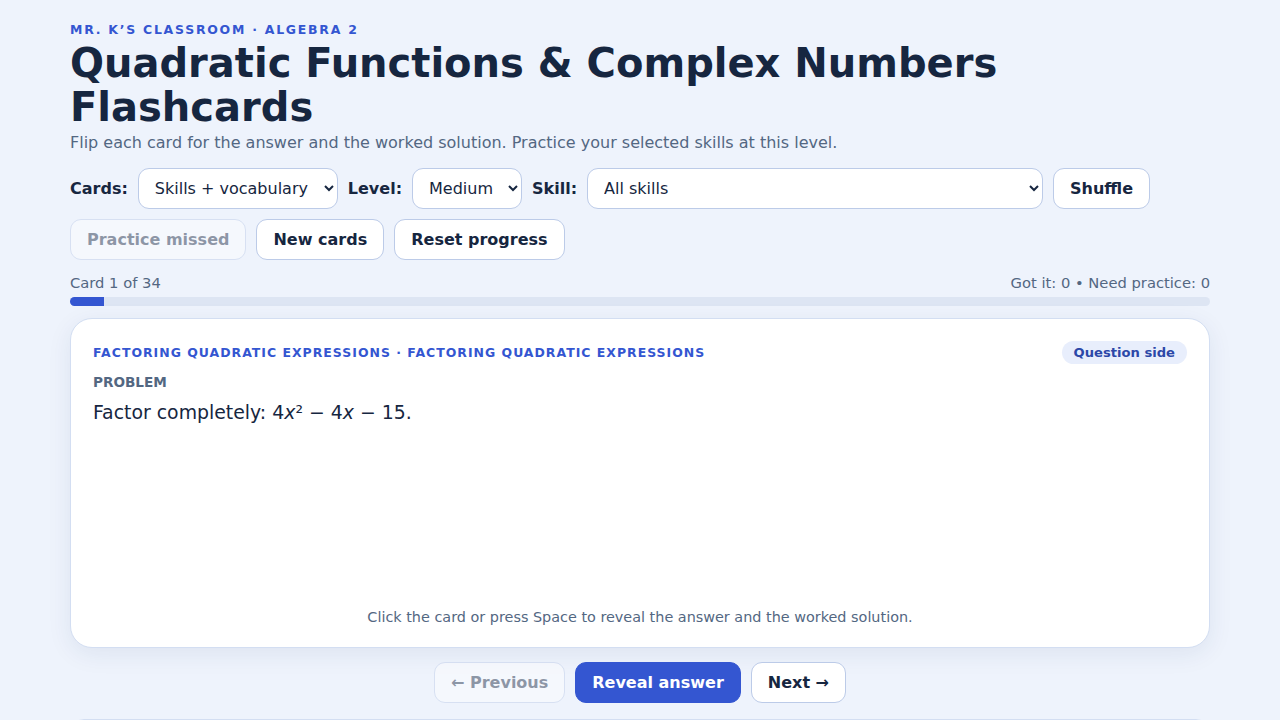 MR. K’S CLASSROOM · ALGEBRA 2
Quadratic Functions & Complex Numbers
Flashcards
Flip each card for the answer and the worked solution. Practice your selected skills at this level.
Cards: Skills + vocabulary Level: Medium Skill: All skills Shuffle
Practice missed New cards Reset progress
Card 1 of 34 Got it: 0 • Need practice: 0
FACTORING QUADRATIC EXPRESSIONS · FACTORING QUADRATIC EXPRESSIONS Question side
PROBLEM
Factor completely: 4x² − 4x − 15.
Click the card or press Space to reveal the answer and the worked solution.
← Previous Reveal answer Next →